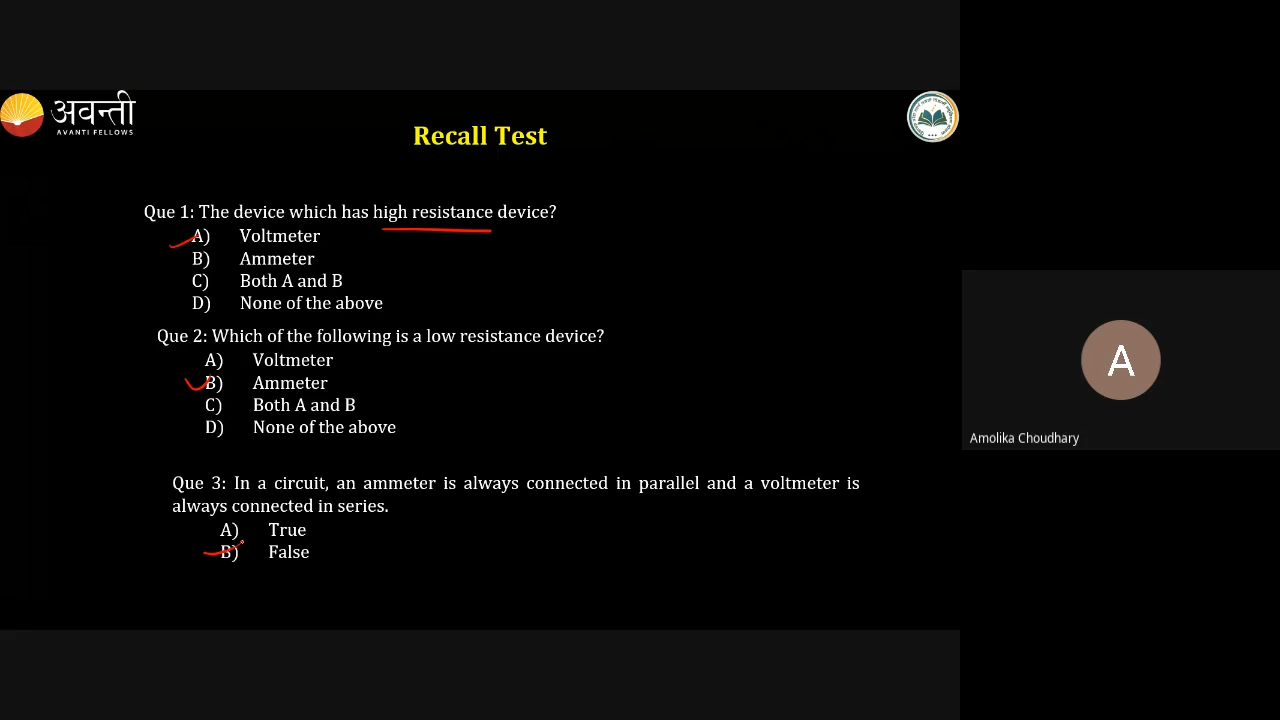 अवन्ती
AVANTI FELLOWS
Recall Test
Que 1: The device which has high resistance device?
A) Voltmeter
B) Ammeter
C) Both A and B
D) None of the above
Que 2: Which of the following is a low resistance device?
A) Voltmeter
B) Ammeter
C) Both A and B
D) None of the above
Que 3: In a circuit, an ammeter is always connected in parallel and a voltmeter is
always connected in series.
A) True
B) False
A
Amolika Choudhary